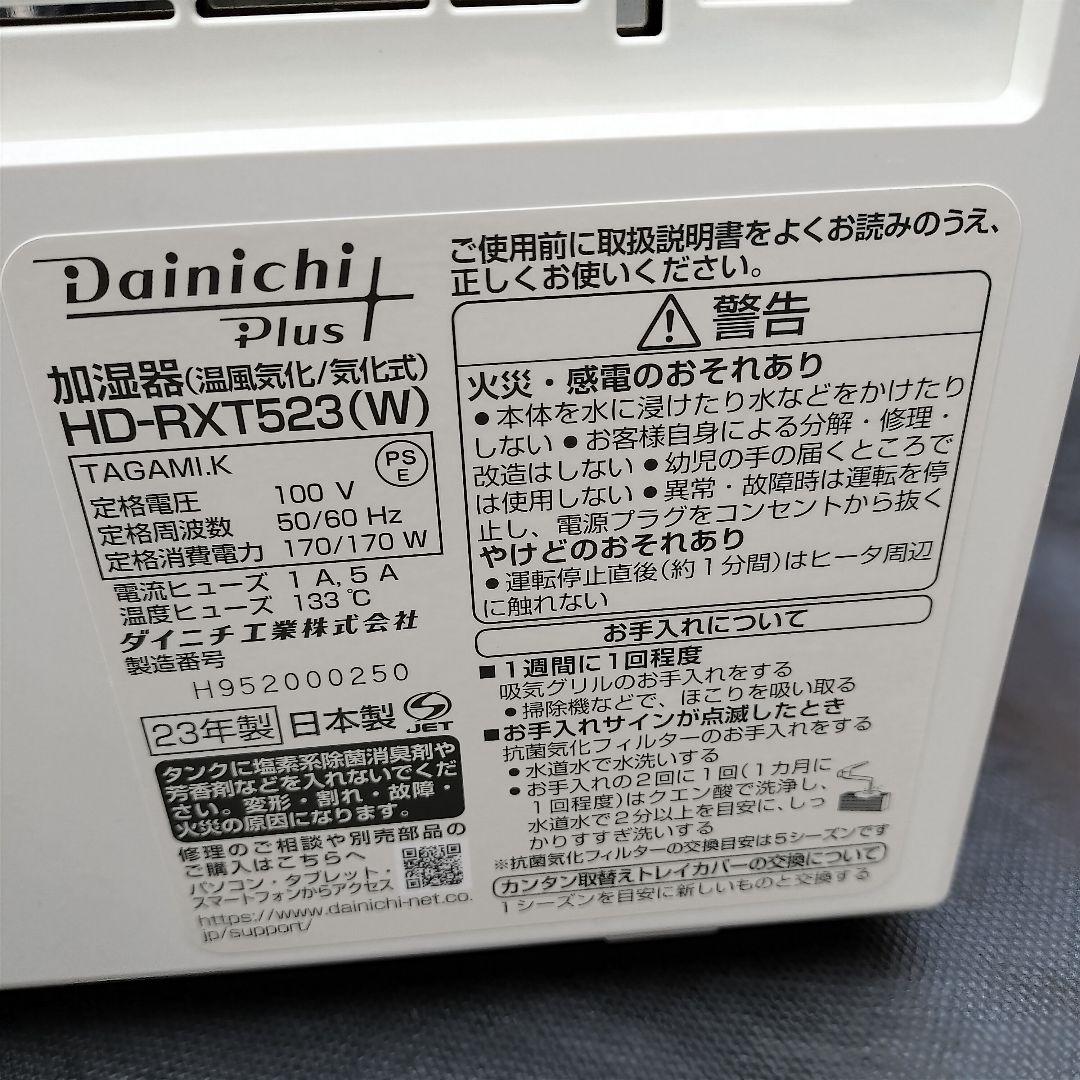 Dainichi
Plus
加湿器(温風気化/気化式)
HD-RXT523(W)
TAGAMI.K
PS
E
定格電圧 100 V
定格周波数 50/60 Hz
定格消費電力 170/170 W
電流ヒューズ 1 A, 5 A
温度ヒューズ 133℃
ダイニチ工業株式会社
製造番号
H952000250
23年製 日本製 JET
タンクに塩素系除菌消臭剤や
芳香剤などを入れないでくだ
さい。変形・割れ・故障・
火災の原因になります。
修理のご相談や別売部品の
ご購入はこちらへ
パソコン・タブレット・
スマートフォンからアクセス
https://www.dainichi-net.co.
jp/support/
ご使用前に取扱説明書をよくお読みのうえ、
正しくお使いください。
警告
火災・感電のおそれあり
●本体を水に浸けたり水などをかけたり
しない ●お客様自身による分解・修理・
改造はしない ●幼児の手の届くところで
は使用しない ●異常・故障時は運転を停
止し、電源プラグをコンセントから抜く
やけどのおそれあり
●運転停止直後(約1分間)はヒータ周辺
に触れない
お手入れについて
■1週間に1回程度
吸気グリルのお手入れをする
●掃除機などで、ほこりを吸い取る
■お手入れサインが点滅したとき
抗菌気化フィルターのお手入れをする
●水道水で水洗いする
●お手入れの2回に1回(1カ月に
1回程度)はクエン酸で洗浄し、
水道水で2分以上を目安に、しっ
かりすすぎ洗いする
※抗菌気化フィルターの交換目安は5シーズンです
カンタン取替えトレイカバーの交換について
1シーズンを目安に新しいものと交換する